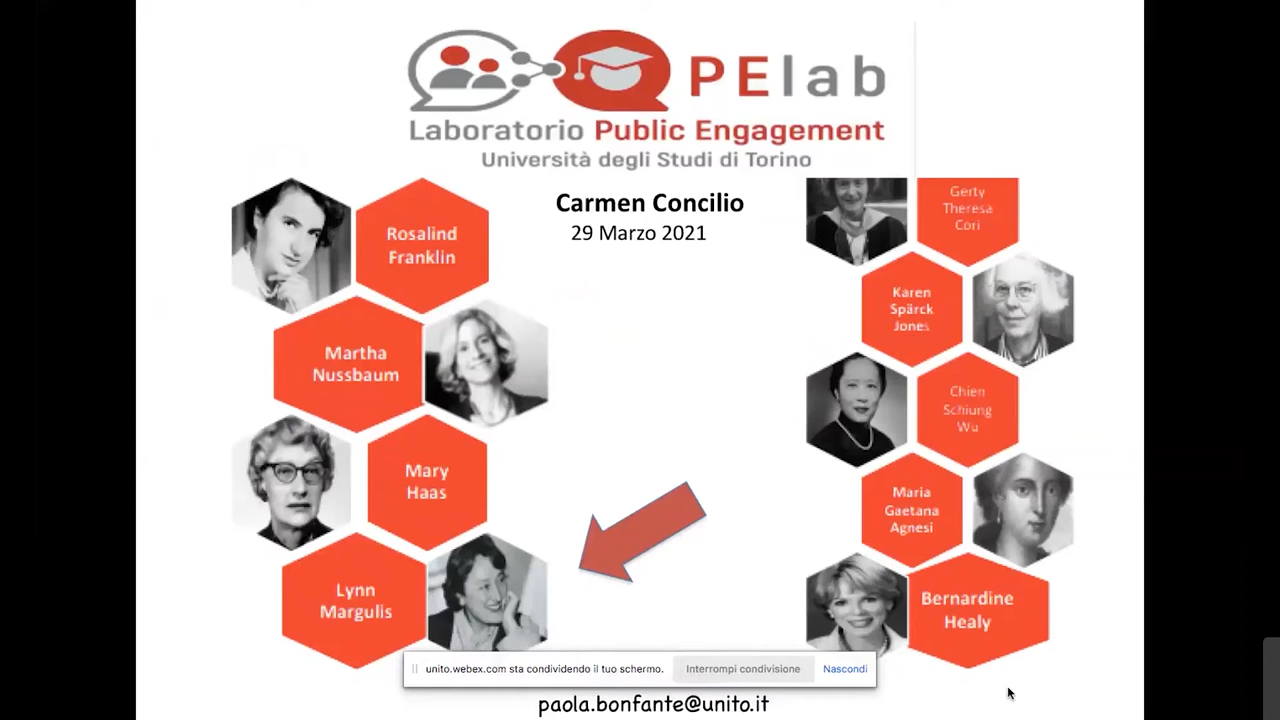 PElab
Laboratorio Public Engagement
Università degli Studi di Torino
Carmen Concilio
29 Marzo 2021
Rosalind
Franklin
Martha
Nussbaum
Mary
Haas
Lynn
Margulis
Gerty
Theresa
Cori
Karen
Spärck
Jones
Chien
Schiung
Wu
Maria
Gaetana
Agnesi
Bernardine
Healy
unito.webex.com sta condividendo il tuo schermo.
Interrompi condivisione
Nascondi
paola.bonfante@unito.it